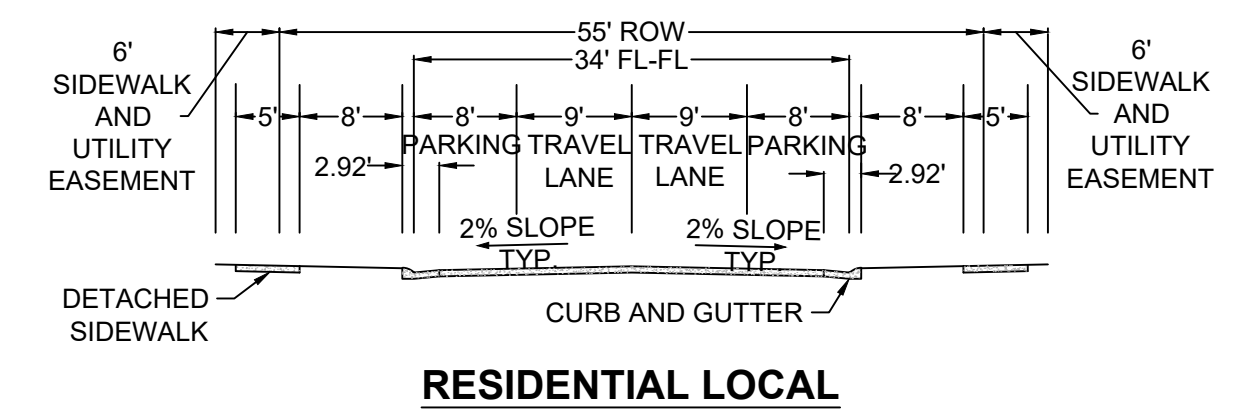 55' ROW
34' FL-FL
6'
SIDEWALK
AND
UTILITY
EASEMENT
6'
SIDEWALK
AND
UTILITY
EASEMENT
5' 8' 8' 9' 9' 8' 8' 5'
PARKING TRAVEL LANE TRAVEL LANE PARKING
2.92' 2.92'
2% SLOPE
TYP.
2% SLOPE
TYP
DETACHED
SIDEWALK
CURB AND GUTTER
RESIDENTIAL LOCAL